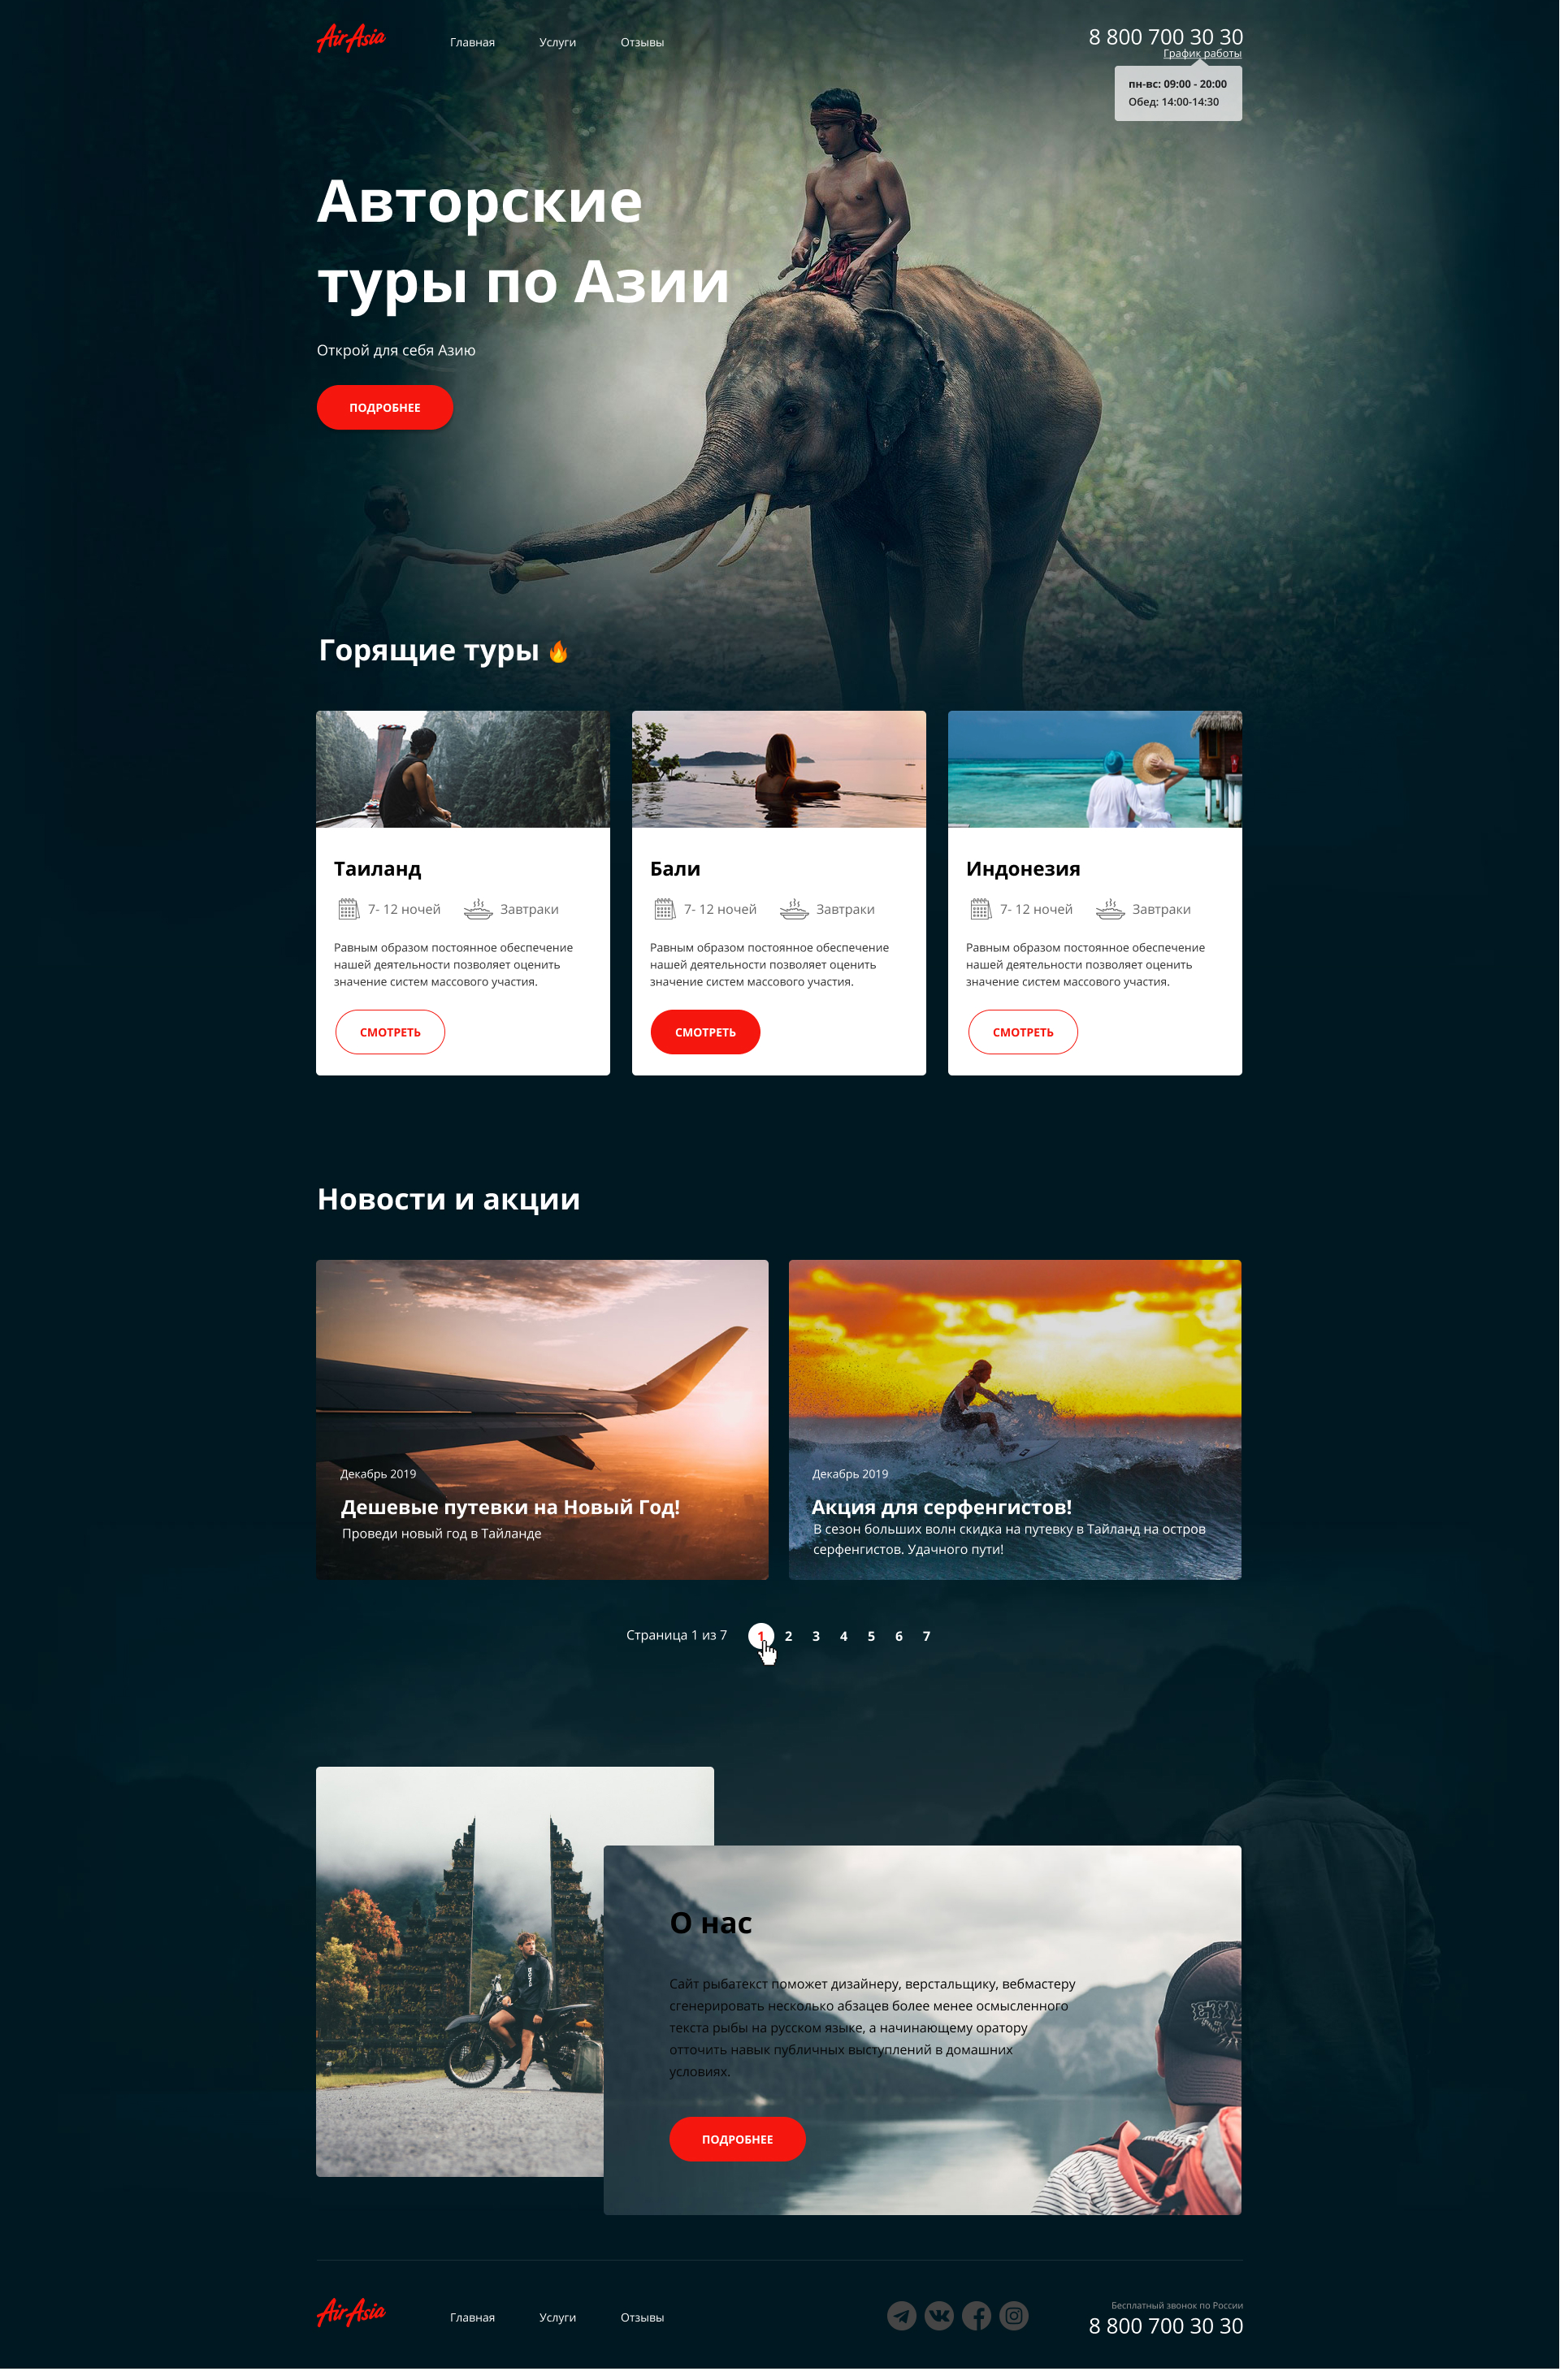 Air Asia
Главная
Услуги
Отзывы
8 800 700 30 30
График работы
пн-вс: 09:00 - 20:00
Обед: 14:00-14:30
Авторские
туры по Азии
Открой для себя Азию
ПОДРОБНЕЕ
Горящие туры
Таиланд
7- 12 ночей
Завтраки
Равным образом постоянное обеспечение
нашей деятельности позволяет оценить
значение систем массового участия.
СМОТРЕТЬ
Бали
7- 12 ночей
Завтраки
Равным образом постоянное обеспечение
нашей деятельности позволяет оценить
значение систем массового участия.
СМОТРЕТЬ
Индонезия
7- 12 ночей
Завтраки
Равным образом постоянное обеспечение
нашей деятельности позволяет оценить
значение систем массового участия.
СМОТРЕТЬ
Новости и акции
Декабрь 2019
Дешевые путевки на Новый Год!
Проведи новый год в Тайланде
Декабрь 2019
Акция для серфенгистов!
В сезон больших волн скидка на путевку в Тайланд на остров
серфенгистов. Удачного пути!
Страница 1 из 7
1 2 3 4 5 6 7
О нас
Сайт рыбатекст поможет дизайнеру, верстальщику, вебмастеру
сгенерировать несколько абзацев более менее осмысленного
текста рыбы на русском языке, а начинающему оратору
отточить навык публичных выступлений в домашних
условиях.
ПОДРОБНЕЕ
Air Asia
Главная
Услуги
Отзывы
Бесплатный звонок по России
8 800 700 30 30